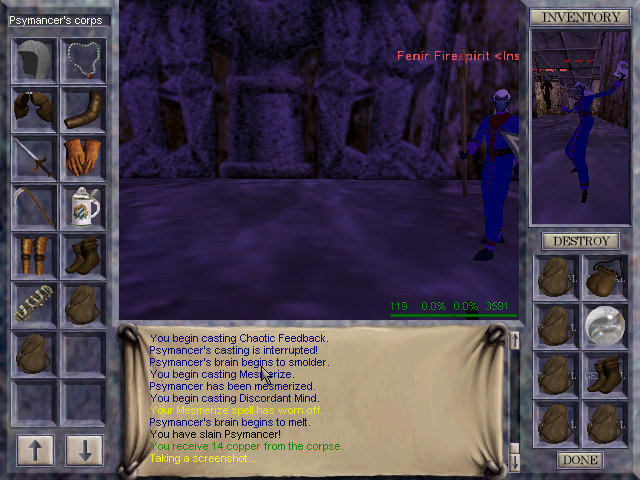 Psymancer's corps
INVENTORY
Fenir Firespirit <Ins
DESTROY
119 0.0% 0.0% 3591
You begin casting Chaotic Feedback.
Psymancer's casting is interrupted!
Psymancer's brain begins to smolder.
You begin casting Mesmerize.
Psymancer has been mesmerized.
You begin casting Discordant Mind.
Your Mesmerize spell has worn off.
Psymancer's brain begins to melt.
You have slain Psymancer!
You receive 14 copper from the corpse.
Taking a screenshot...
DONE